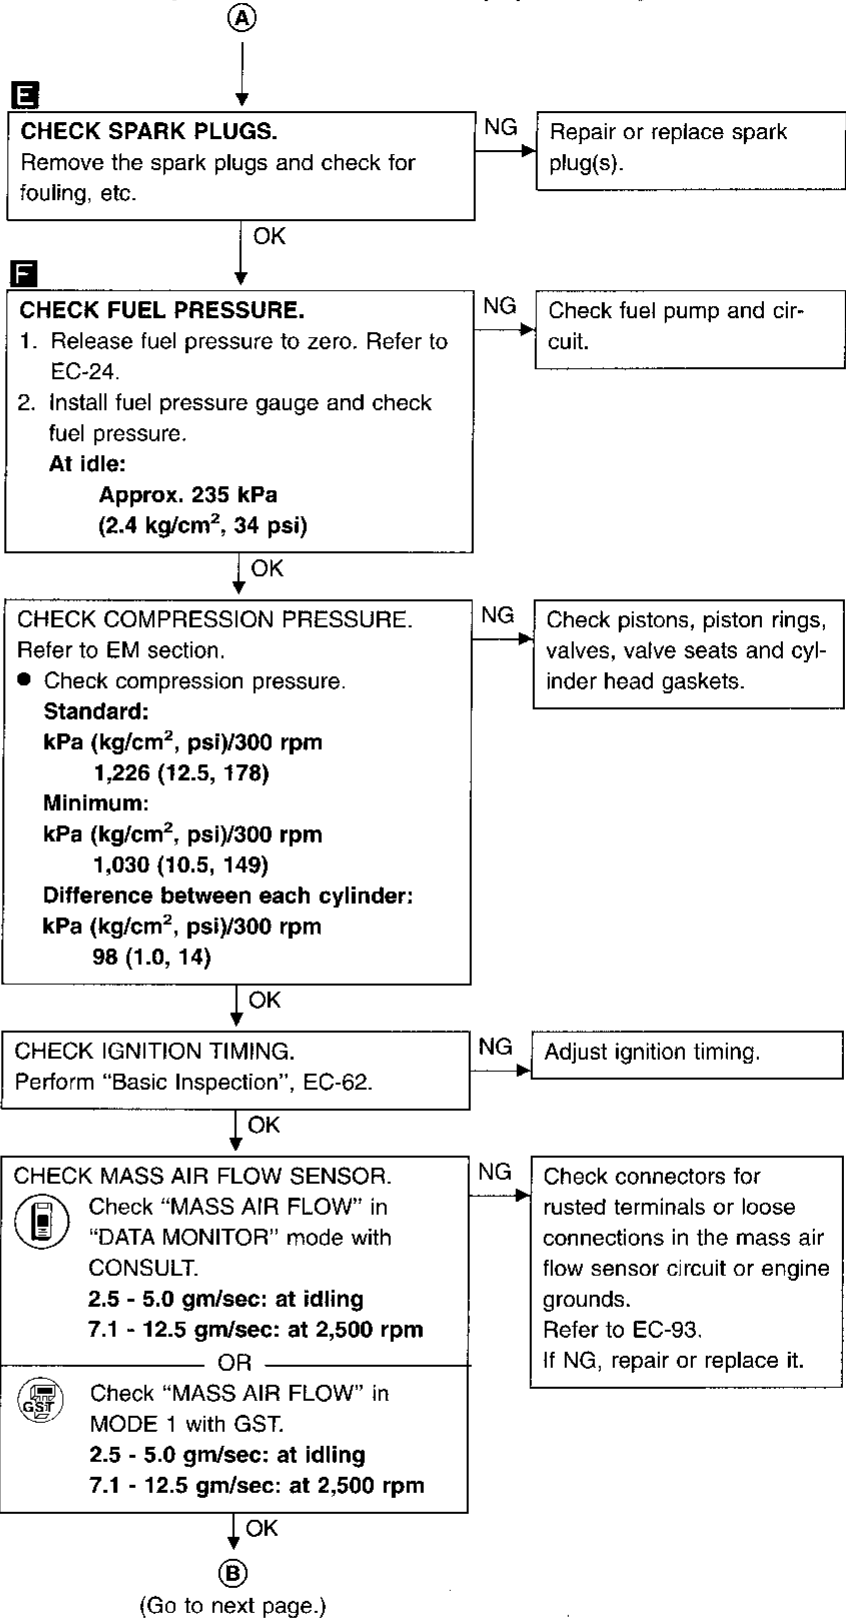 A
E
CHECK SPARK PLUGS.
Remove the spark plugs and check for
fouling, etc.
NG
Repair or replace spark
plug(s).
OK
F
CHECK FUEL PRESSURE.
1. Release fuel pressure to zero. Refer to
EC-24.
2. Install fuel pressure gauge and check
fuel pressure.
At idle:
Approx. 235 kPa
(2.4 kg/cm², 34 psi)
NG
Check fuel pump and cir-
cuit.
OK
CHECK COMPRESSION PRESSURE.
Refer to EM section.
● Check compression pressure.
Standard:
kPa (kg/cm², psi)/300 rpm
1,226 (12.5, 178)
Minimum:
kPa (kg/cm², psi)/300 rpm
1,030 (10.5, 149)
Difference between each cylinder:
kPa (kg/cm², psi)/300 rpm
98 (1.0, 14)
NG
Check pistons, piston rings,
valves, valve seats and cyl-
inder head gaskets.
OK
CHECK IGNITION TIMING.
Perform “Basic Inspection”, EC-62.
NG
Adjust ignition timing.
OK
CHECK MASS AIR FLOW SENSOR.
Check “MASS AIR FLOW” in
“DATA MONITOR” mode with
CONSULT.
2.5 - 5.0 gm/sec: at idling
7.1 - 12.5 gm/sec: at 2,500 rpm
OR
GST
Check “MASS AIR FLOW” in
MODE 1 with GST.
2.5 - 5.0 gm/sec: at idling
7.1 - 12.5 gm/sec: at 2,500 rpm
NG
Check connectors for
rusted terminals or loose
connections in the mass air
flow sensor circuit or engine
grounds.
Refer to EC-93.
If NG, repair or replace it.
OK
B
(Go to next page.)